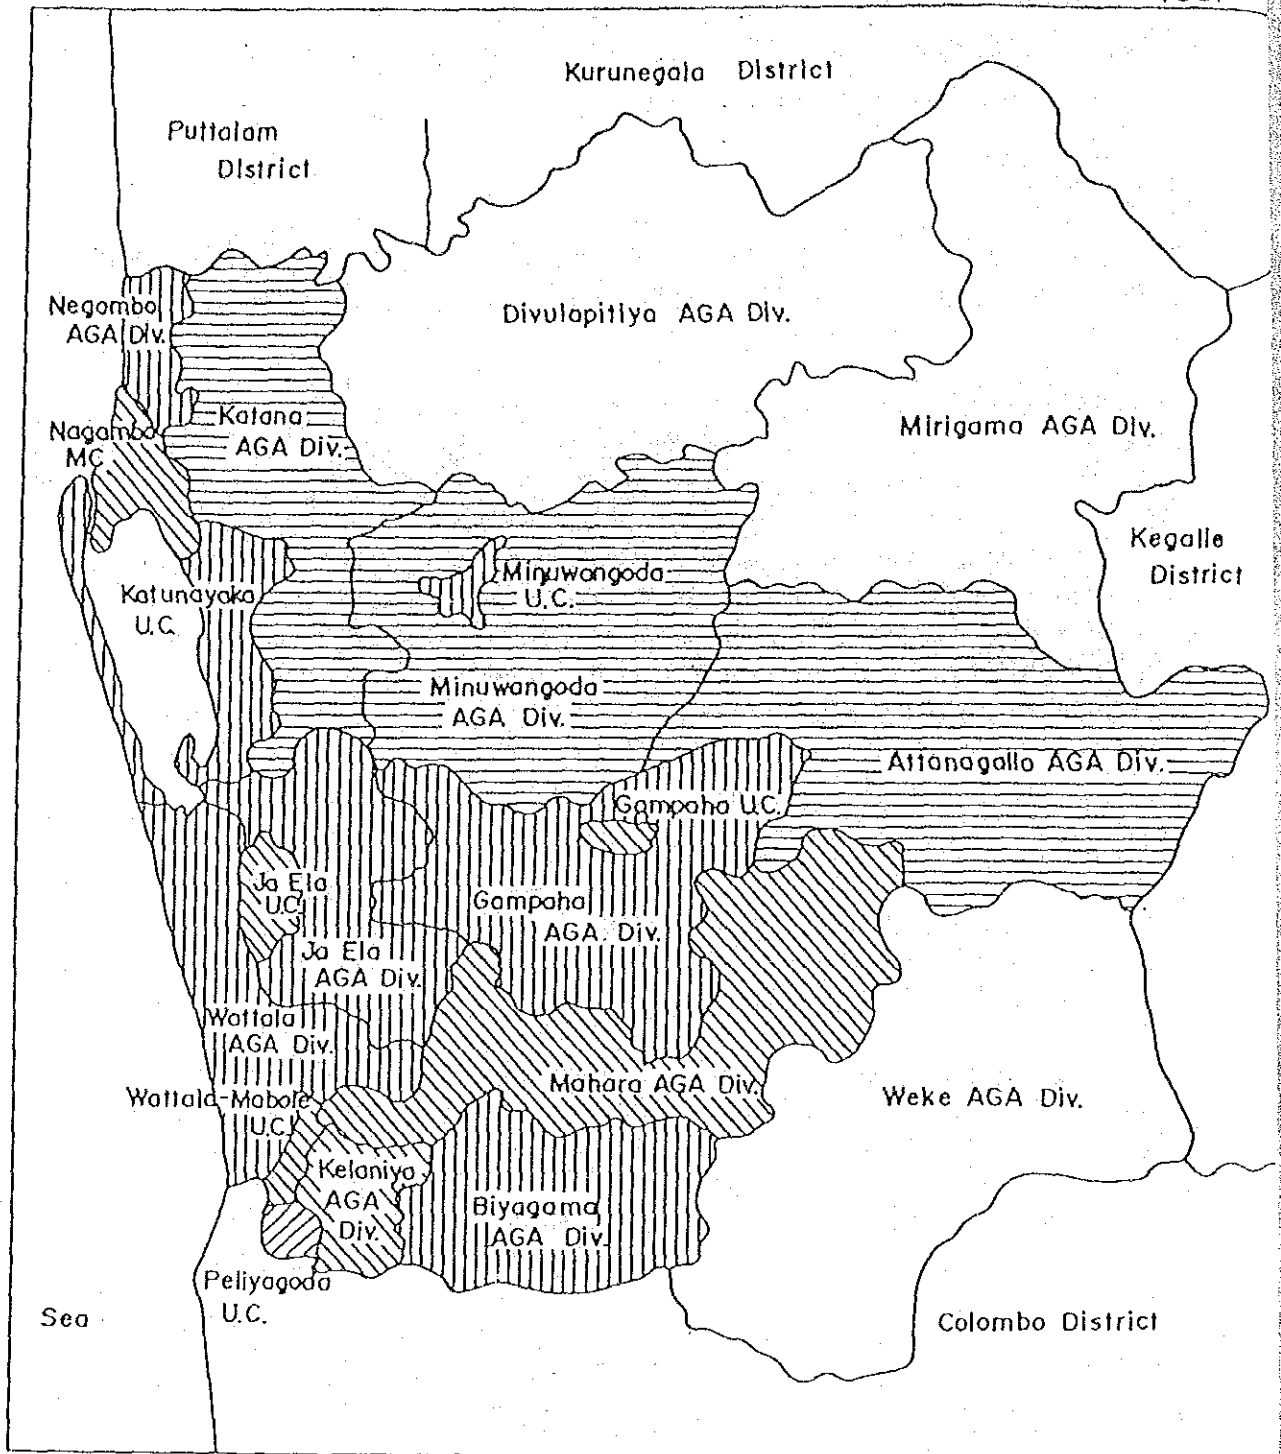 Kurunegala District
Puttalam
District
Negombo
AGA Div.
Divulapitiya AGA Div.
Katana
AGA Div.
Nagambo
MC
Mirigama AGA Div.
Kegalle
District
Minuwangoda
U.C.
Katunayaka
U.C.
Minuwangoda
AGA Div.
Attanagalla AGA Div.
Gampaha U.C.
Ja Ela
U.C.
Gampaha
AGA Div.
Ja Ela
AGA Div.
Wattala
AGA Div.
Mahara AGA Div.
Wattala-Mabole
U.C.
Weke AGA Div.
Kelaniya
AGA
Div.
Biyagama
AGA Div.
Peliyagoda
U.C.
Sea
Colombo District